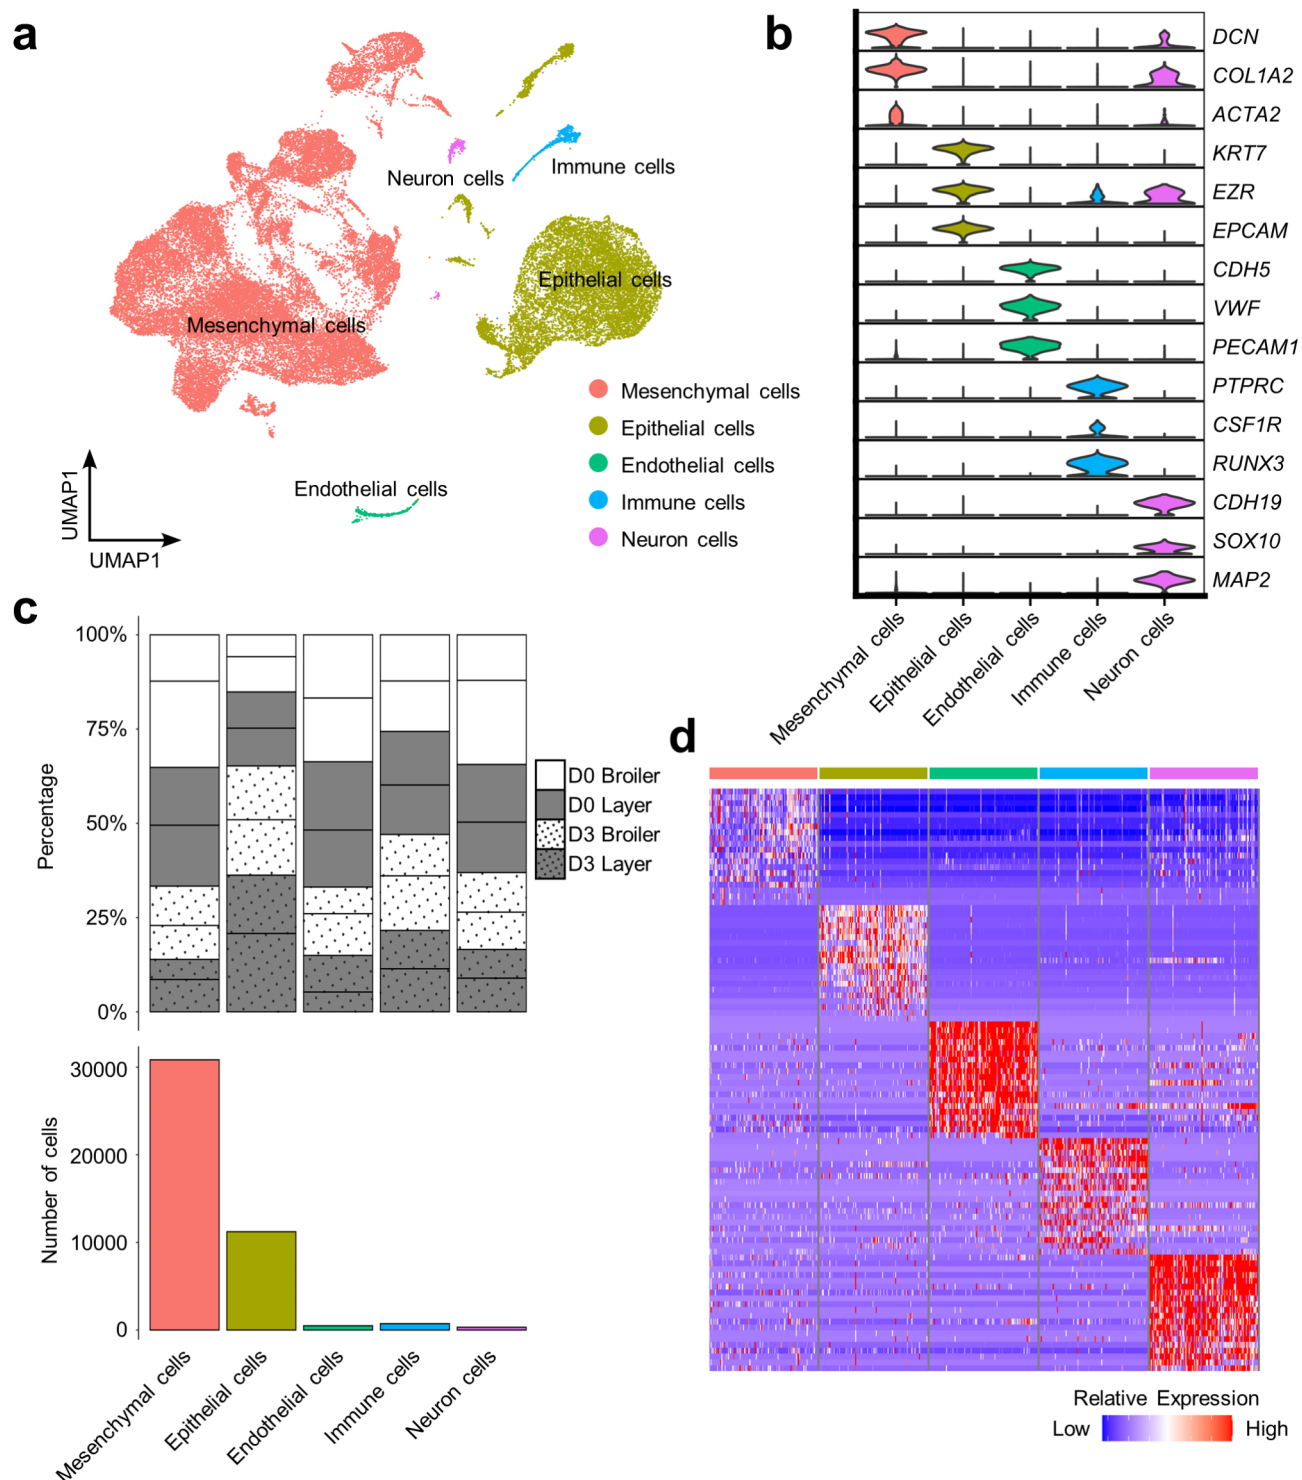 a
Neuron cells
Immune cells
Epithelial cells
Mesenchymal cells
Endothelial cells
UMAP1
UMAP1
Mesenchymal cells
Epithelial cells
Endothelial cells
Immune cells
Neuron cells
b
DCN
COL1A2
ACTA2
KRT7
EZR
EPCAM
CDH5
VWF
PECAM1
PTPRC
CSF1R
RUNX3
CDH19
SOX10
MAP2
Mesenchymal cells
Epithelial cells
Endothelial cells
Immune cells
Neuron cells
c
100%
75%
50%
25%
0%
Percentage
D0 Broiler
D0 Layer
D3 Broiler
D3 Layer
30000
20000
10000
0
Number of cells
Mesenchymal cells
Epithelial cells
Endothelial cells
Immune cells
Neuron cells
d
Relative Expression
Low
High